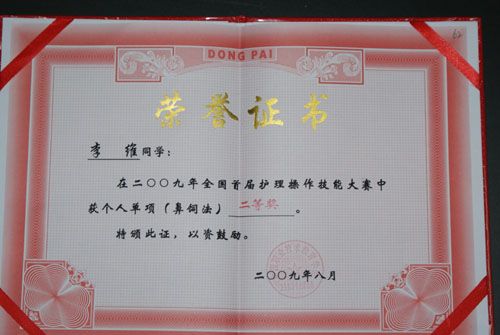 DONG PAI
荣誉证书
李维同学：
在二〇〇九年全国首届护理操作技能大赛中
获个人单项（鼻饲法）二等奖。
特颁此证，以资鼓励。
二〇〇九年八月